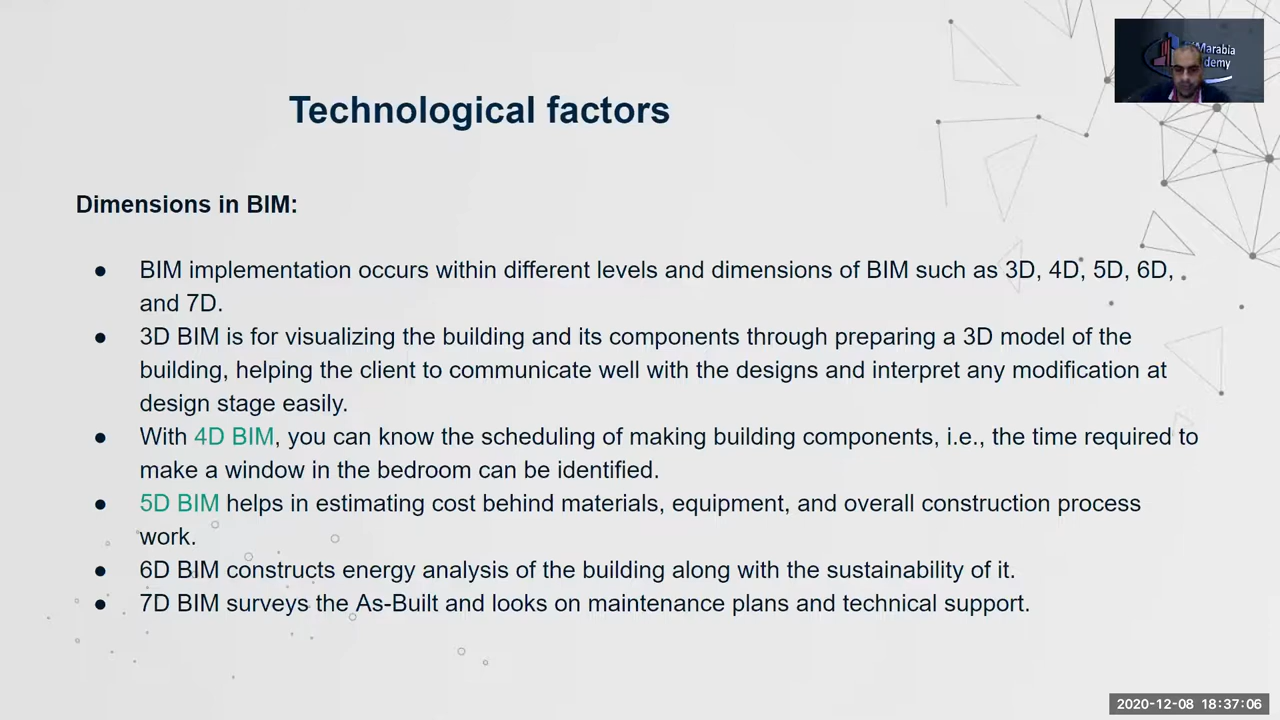 Marabia
demy
Technological factors
Dimensions in BIM:
● BIM implementation occurs within different levels and dimensions of BIM such as 3D, 4D, 5D, 6D,
and 7D.
● 3D BIM is for visualizing the building and its components through preparing a 3D model of the
building, helping the client to communicate well with the designs and interpret any modification at
design stage easily.
● With 4D BIM, you can know the scheduling of making building components, i.e., the time required to
make a window in the bedroom can be identified.
● 5D BIM helps in estimating cost behind materials, equipment, and overall construction process
work.
● 6D BIM constructs energy analysis of the building along with the sustainability of it.
● 7D BIM surveys the As-Built and looks on maintenance plans and technical support.
2020-12-08 18:37:06